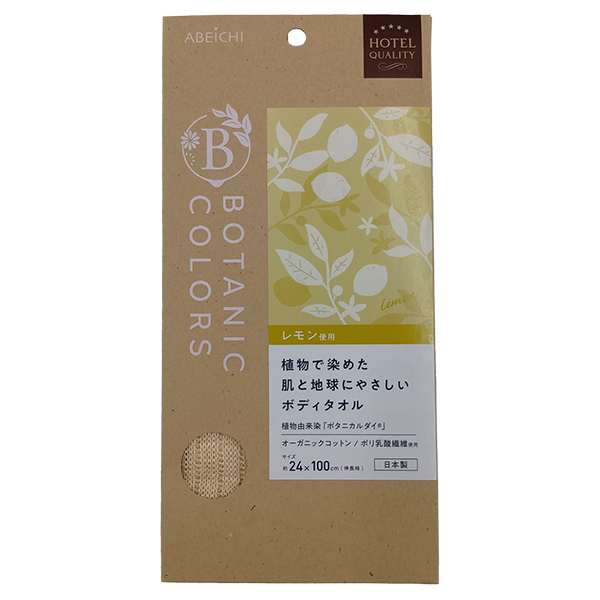 ABEiCHI
HOTEL
QUALITY
B
BOTANIC
COLORS
lemon
レモン使用
植物で染めた
肌と地球にやさしい
ボディタオル
植物由来染「ボタニカルダイ®」
オーガニックコットン / ポリ乳酸繊維使用
サイズ
約24×100cm(伸長時)
日本製